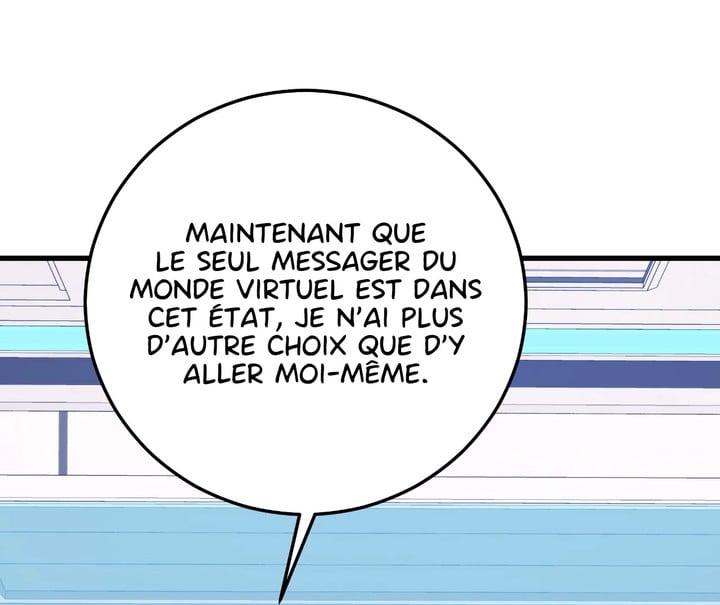 MAINTENANT QUE
LE SEUL MESSAGER DU
MONDE VIRTUEL EST DANS
CET ÉTAT, JE N'AI PLUS
D'AUTRE CHOIX QUE D'Y
ALLER MOI-MÊME.